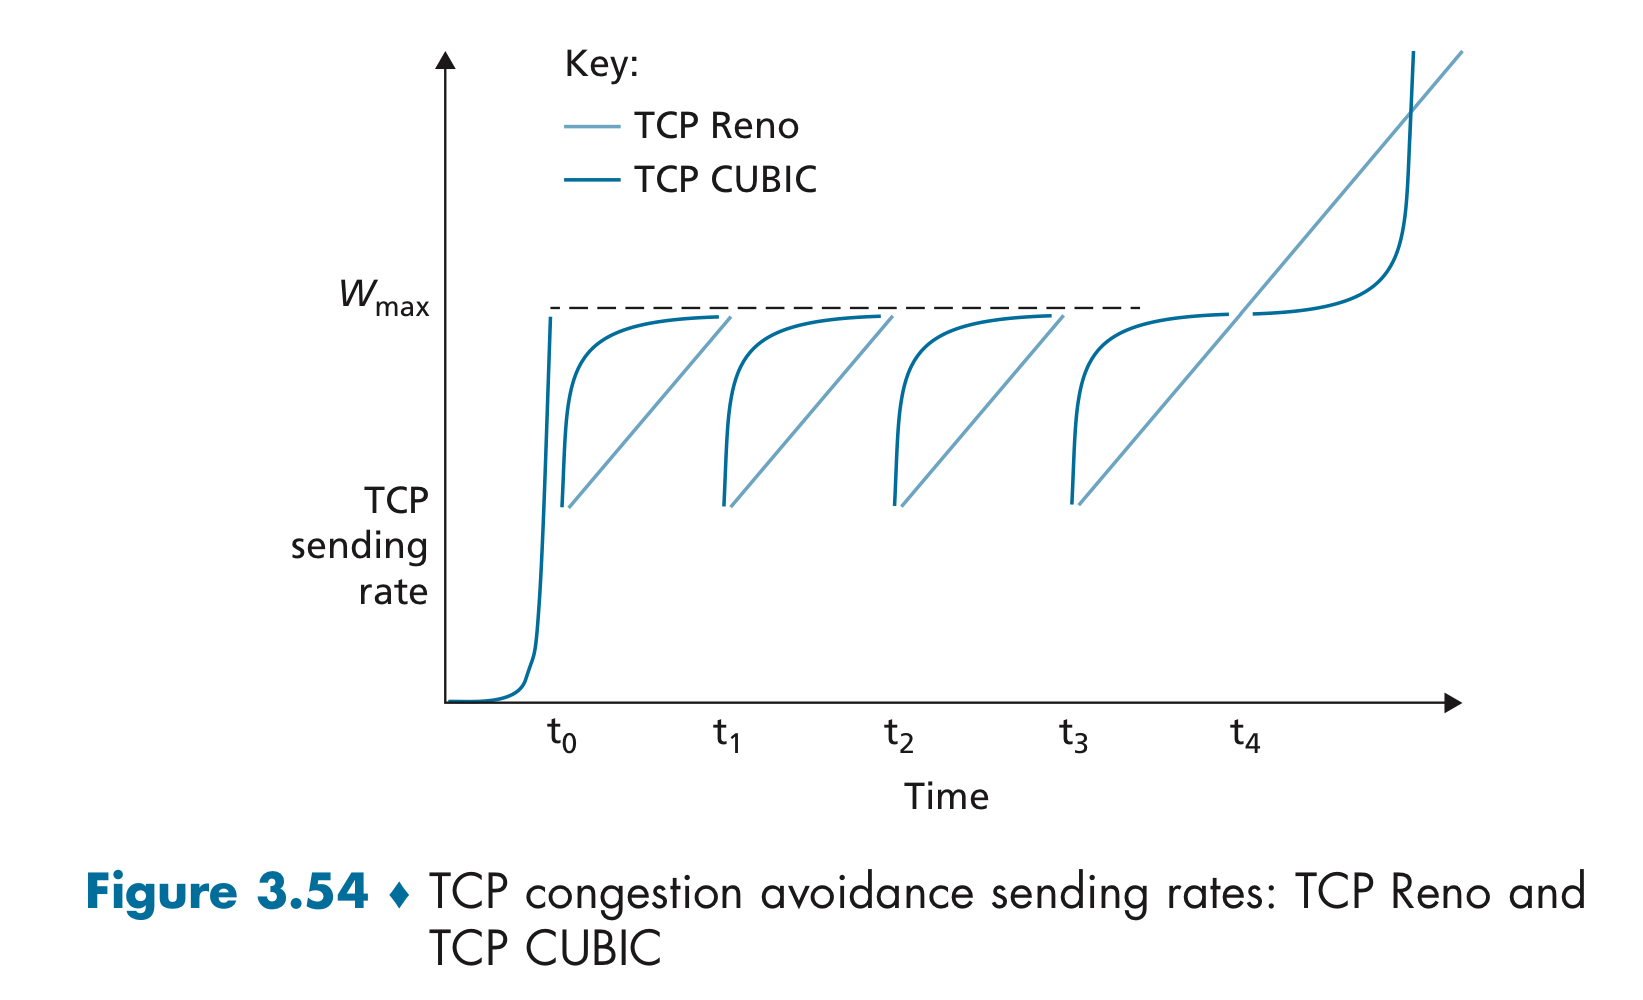 Key:
TCP Reno
TCP CUBIC
Wmax
TCP
sending
rate
t0 t1 t2 t3 t4
Time
Figure 3.54 ♦ TCP congestion avoidance sending rates: TCP Reno and
TCP CUBIC